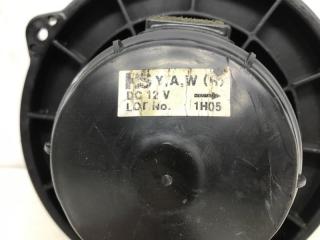 Y,A,W (R)
DC 12 V
LOT No. 1H05